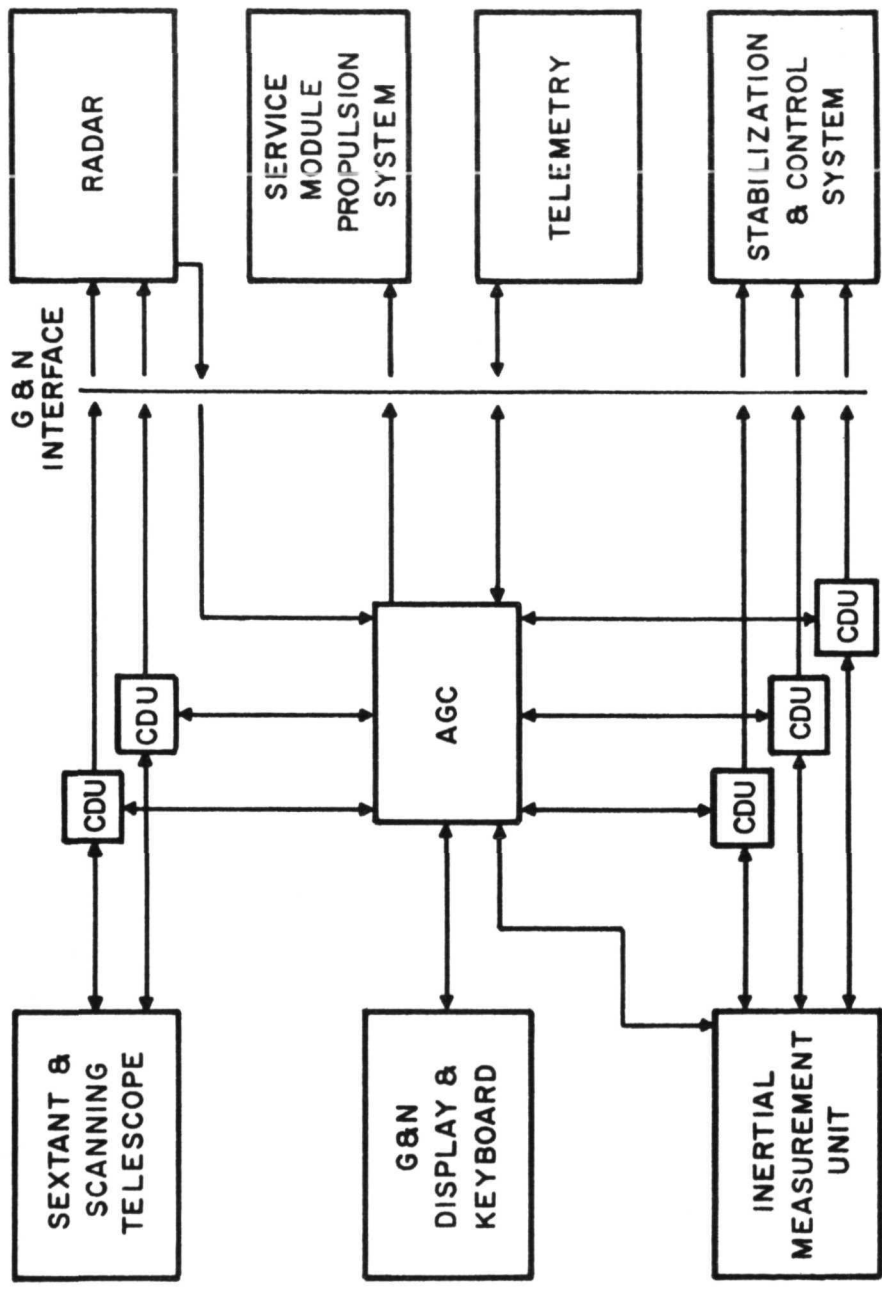 SEXTANT &
SCANNING
TELESCOPE
CDU
CDU
G & N
INTERFACE
RADAR
SERVICE
MODULE
PROPULSION
SYSTEM
G&N
DISPLAY &
KEYBOARD
AGC
TELEMETRY
INERTIAL
MEASUREMENT
UNIT
CDU
CDU
CDU
STABILIZATION
& CONTROL
SYSTEM